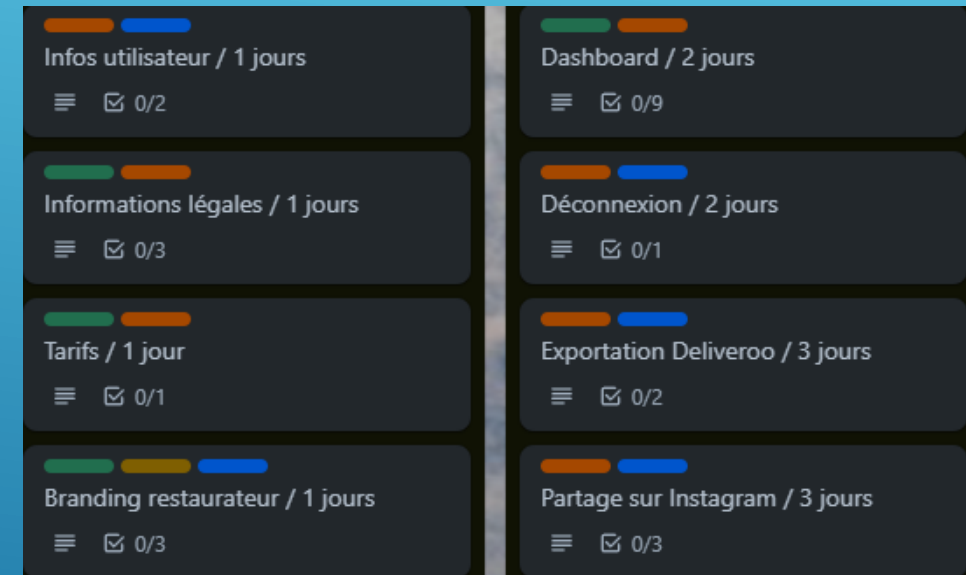 Infos utilisateur / 1 jours
0/2
Informations légales / 1 jours
0/3
Tarifs / 1 jour
0/1
Branding restaurateur / 1 jours
0/3
Dashboard / 2 jours
0/9
Déconnexion / 2 jours
0/1
Exportation Deliveroo / 3 jours
0/2
Partage sur Instagram / 3 jours
0/3